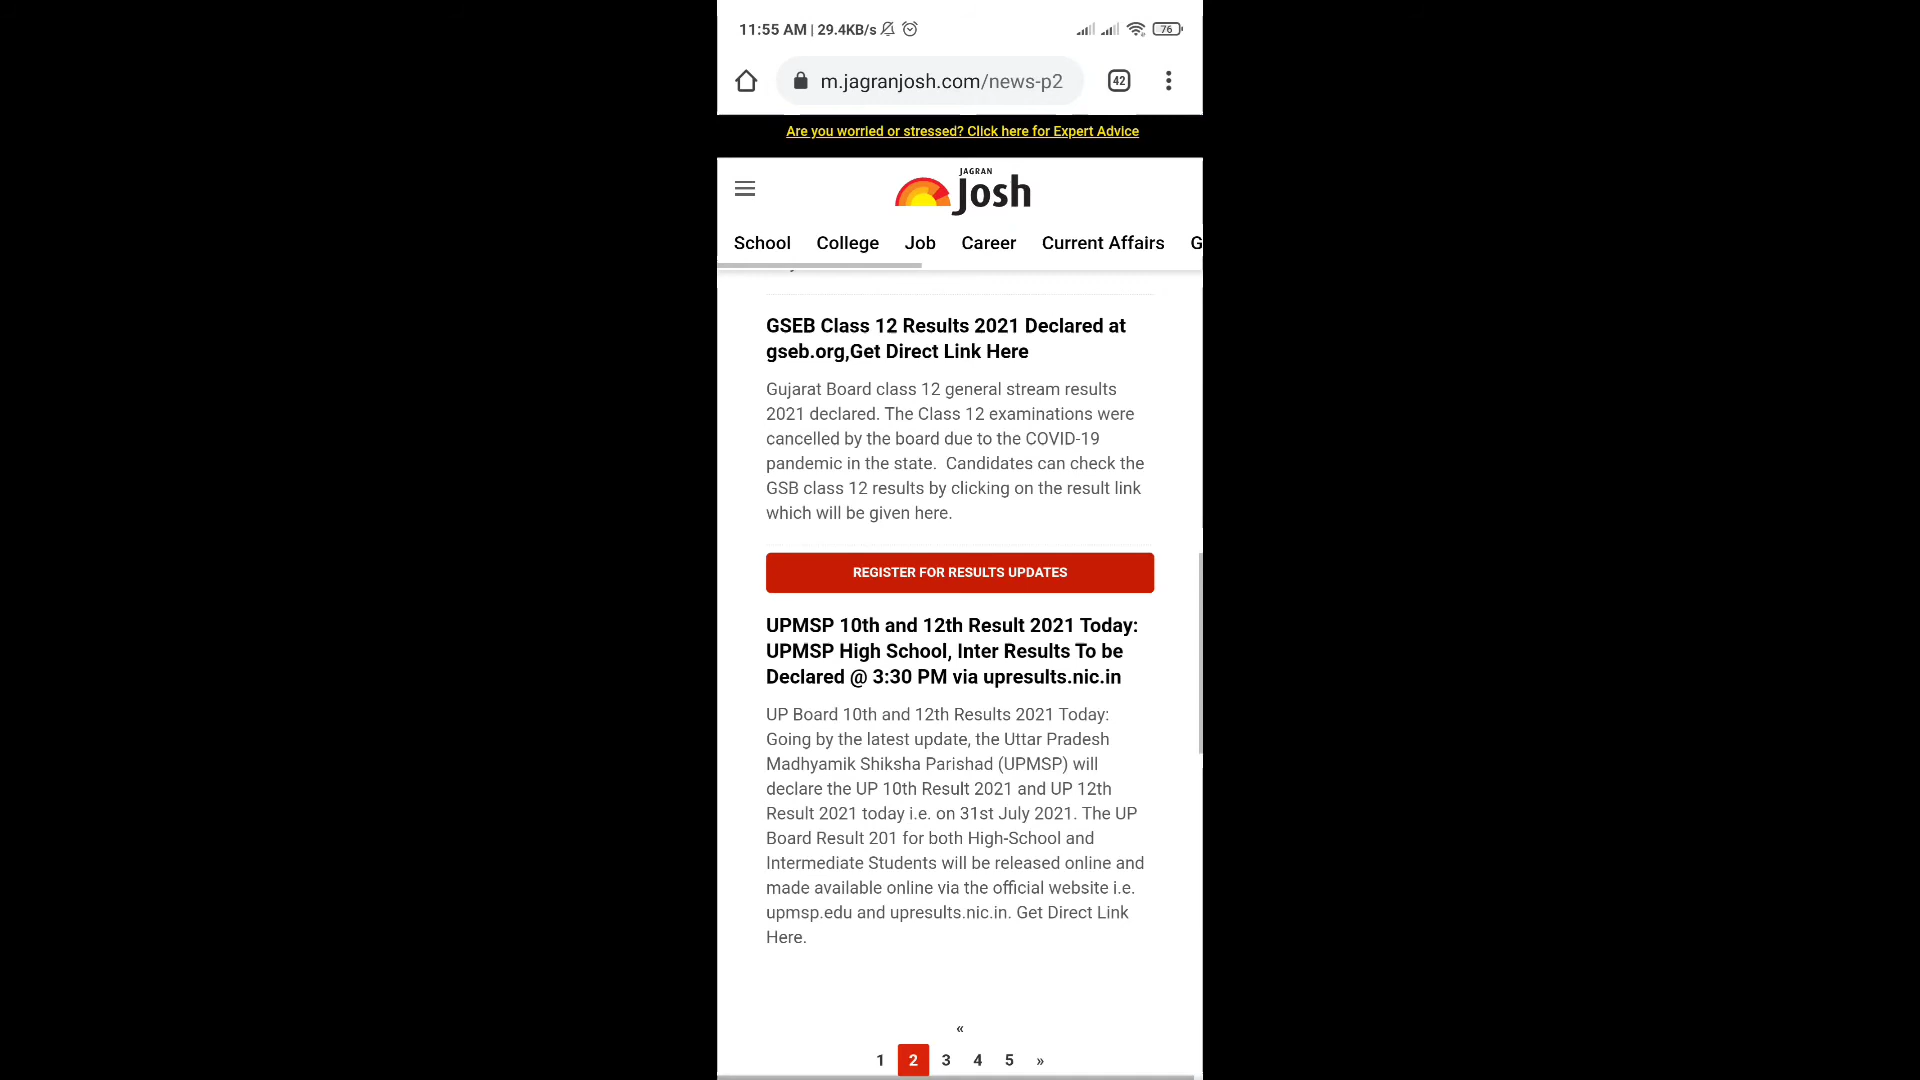 11:55 AM | 29.4KB/s
76
m.jagranjosh.com/news-p2
42
Are you worried or stressed? Click here for Expert Advice
JAGRAN
Josh
School College Job Career Current Affairs G
GSEB Class 12 Results 2021 Declared at
gseb.org,Get Direct Link Here
Gujarat Board class 12 general stream results
2021 declared. The Class 12 examinations were
cancelled by the board due to the COVID-19
pandemic in the state.  Candidates can check the
GSB class 12 results by clicking on the result link
which will be given here.
REGISTER FOR RESULTS UPDATES
UPMSP 10th and 12th Result 2021 Today:
UPMSP High School, Inter Results To be
Declared @ 3:30 PM via upresults.nic.in
UP Board 10th and 12th Results 2021 Today:
Going by the latest update, the Uttar Pradesh
Madhyamik Shiksha Parishad (UPMSP) will
declare the UP 10th Result 2021 and UP 12th
Result 2021 today i.e. on 31st July 2021. The UP
Board Result 201 for both High-School and
Intermediate Students will be released online and
made available online via the official website i.e.
upmsp.edu and upresults.nic.in. Get Direct Link
Here.
«
1 2 3 4 5 »